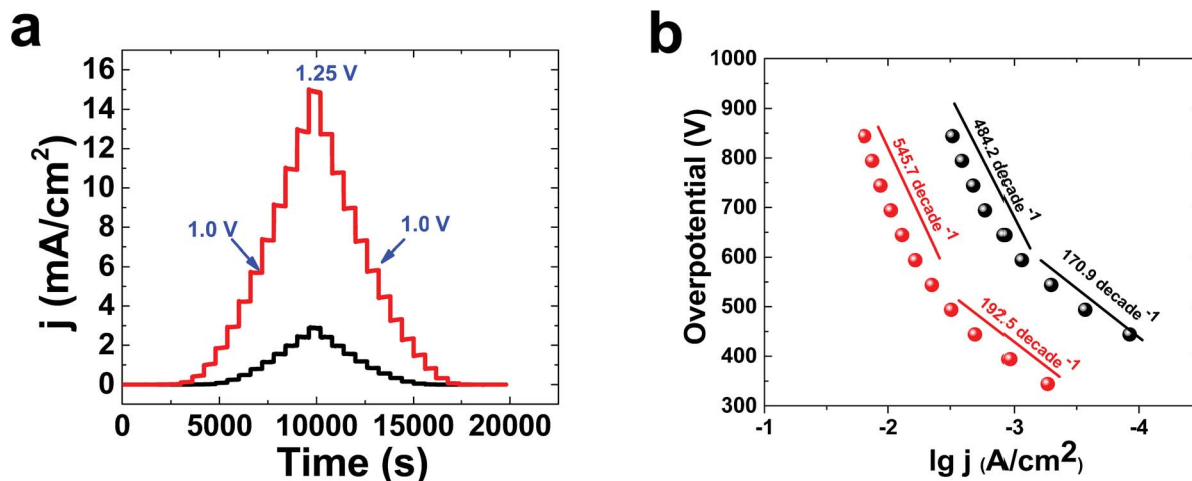 a
j (mA/cm²)
16
14
12
10
8
6
4
2
0
1.25 V
1.0 V
1.0 V
0 5000 10000 15000 20000
Time (s)
b
Overpotential (V)
1000
900
800
700
600
500
400
300
545.7 decade ⁻¹
484.2 decade ⁻¹
192.5 decade ⁻¹
170.9 decade ⁻¹
-1 -2 -3 -4
lg j (A/cm²)